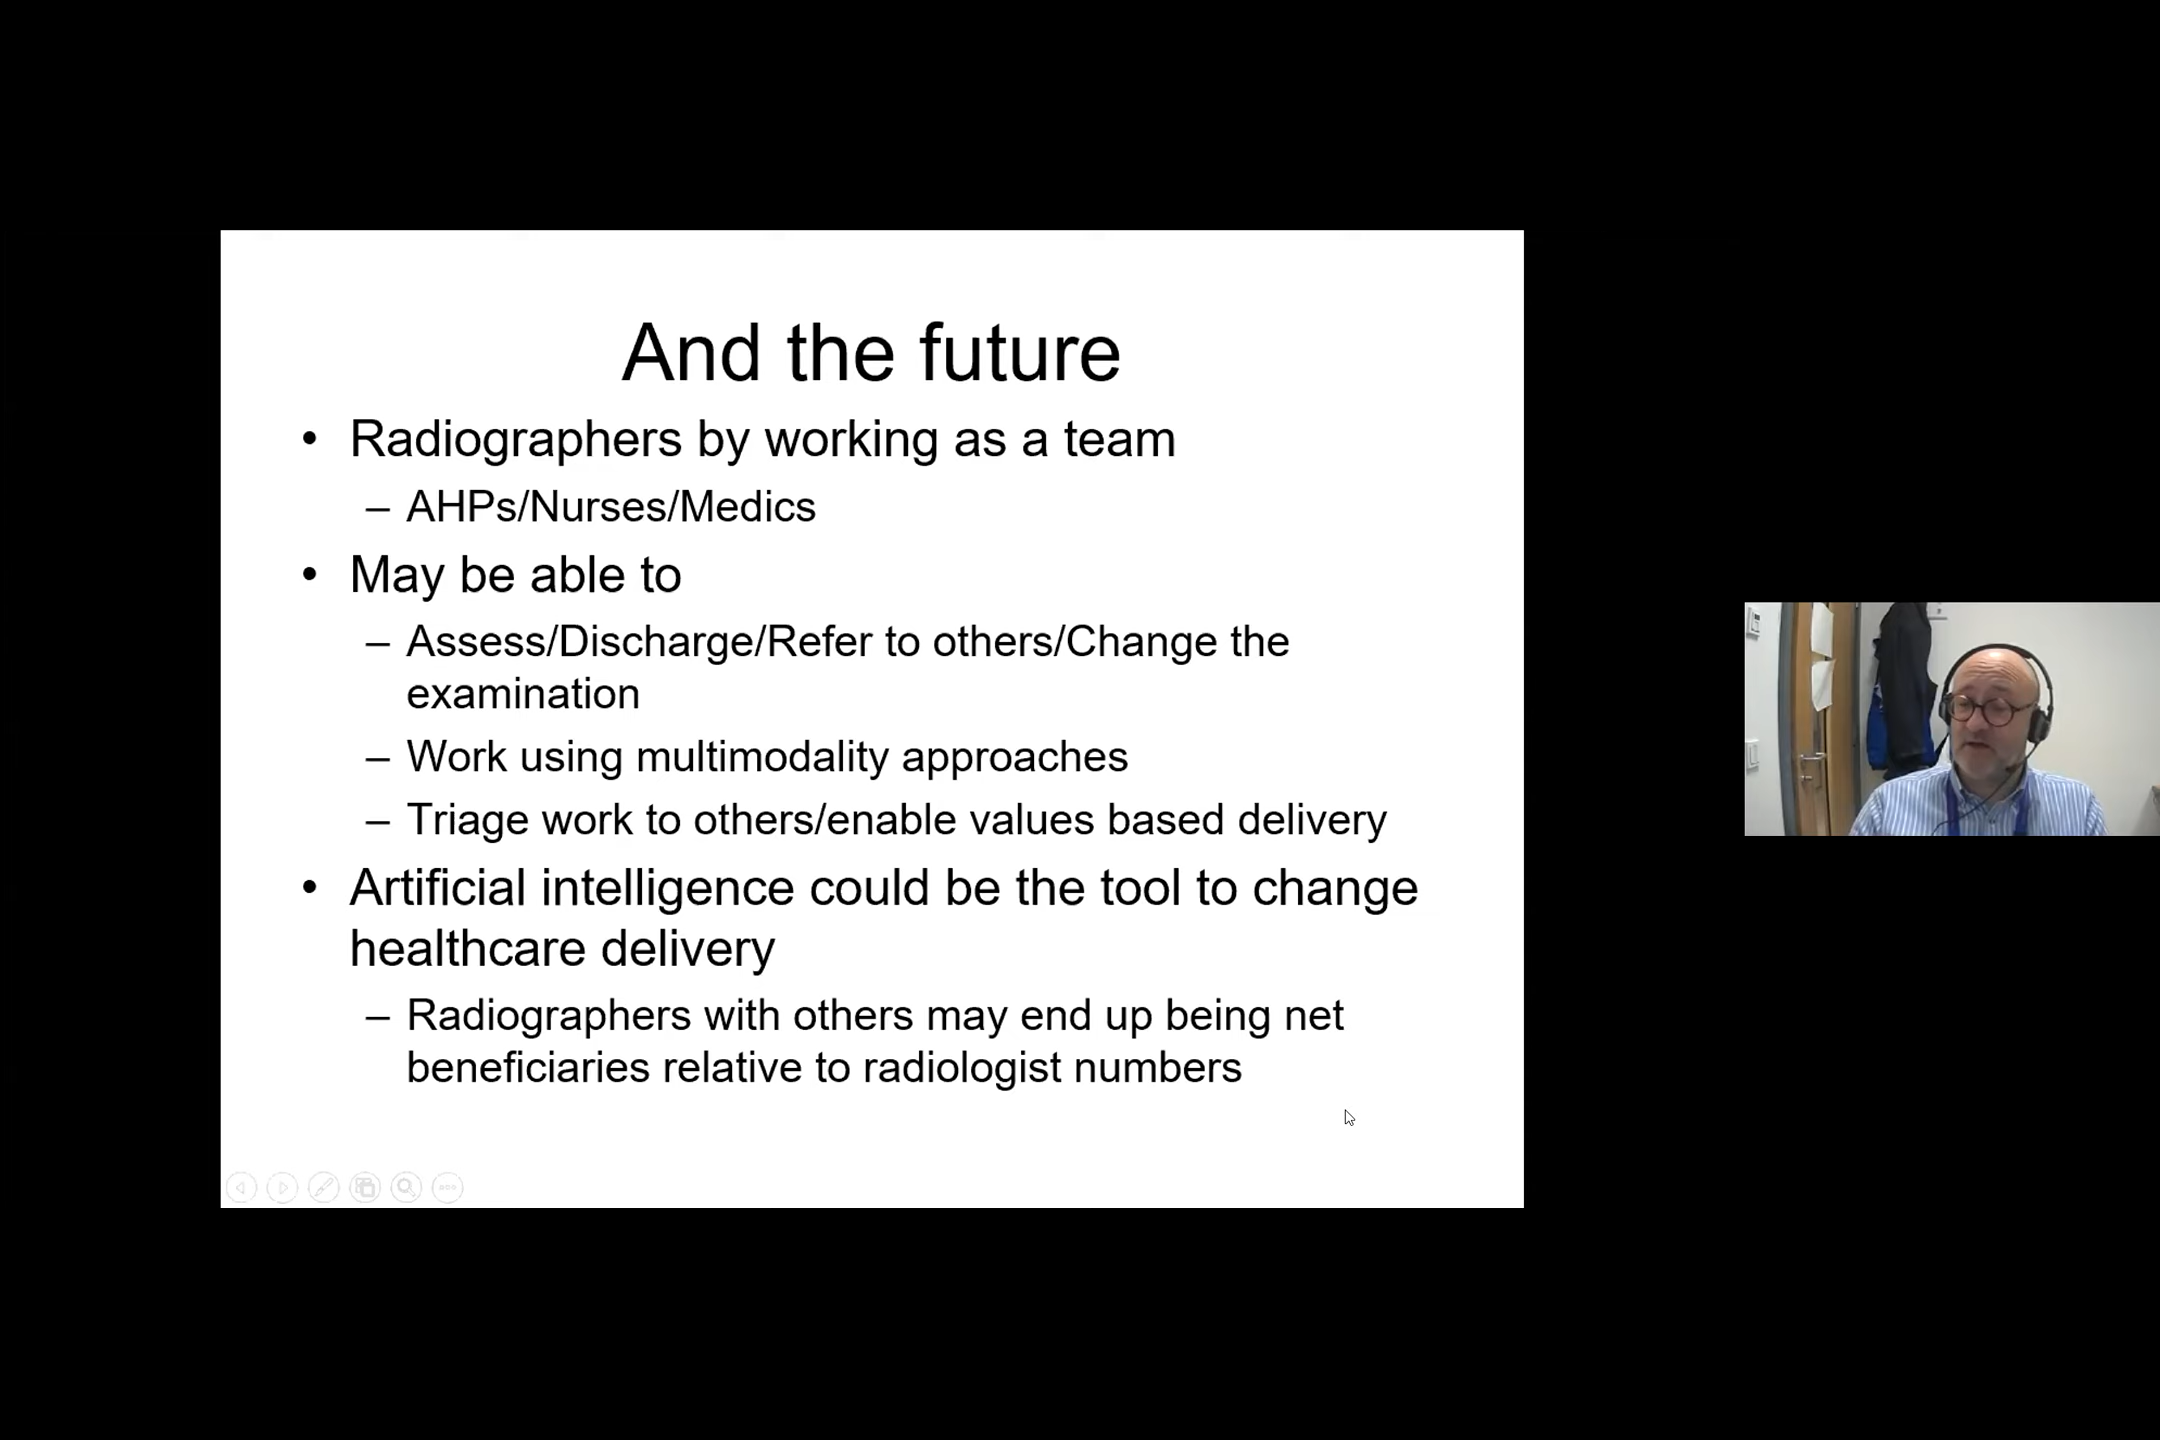 And the future
• Radiographers by working as a team
– AHPs/Nurses/Medics
• May be able to
– Assess/Discharge/Refer to others/Change the
examination
– Work using multimodality approaches
– Triage work to others/enable values based delivery
• Artificial intelligence could be the tool to change
healthcare delivery
– Radiographers with others may end up being net
beneficiaries relative to radiologist numbers